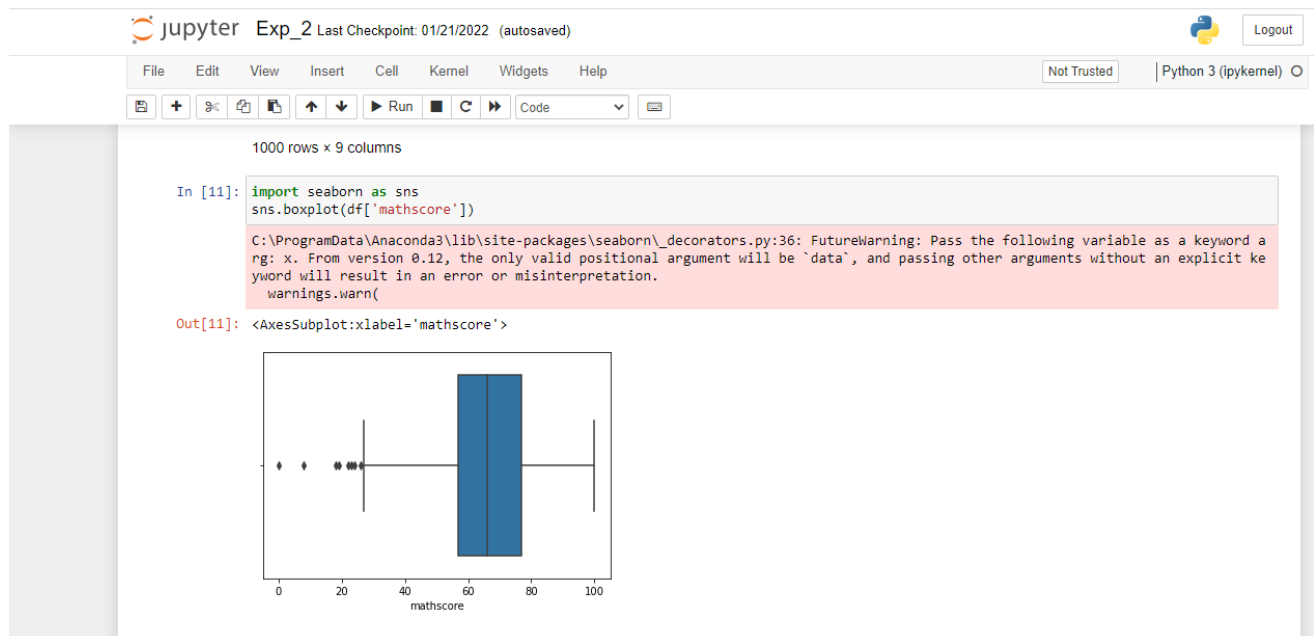 jupyter Exp_2 Last Checkpoint: 01/21/2022 (autosaved) Logout
File Edit View Insert Cell Kernel Widgets Help Not Trusted Python 3 (ipykernel)
Run Code
1000 rows × 9 columns
In [11]: import seaborn as sns
sns.boxplot(df['mathscore'])
C:\ProgramData\Anaconda3\lib\site-packages\seaborn\_decorators.py:36: FutureWarning: Pass the following variable as a keyword a
rg: x. From version 0.12, the only valid positional argument will be `data`, and passing other arguments without an explicit ke
yword will result in an error or misinterpretation.
warnings.warn(
Out[11]: <AxesSubplot:xlabel='mathscore'>
0 20 40 60 80 100
mathscore